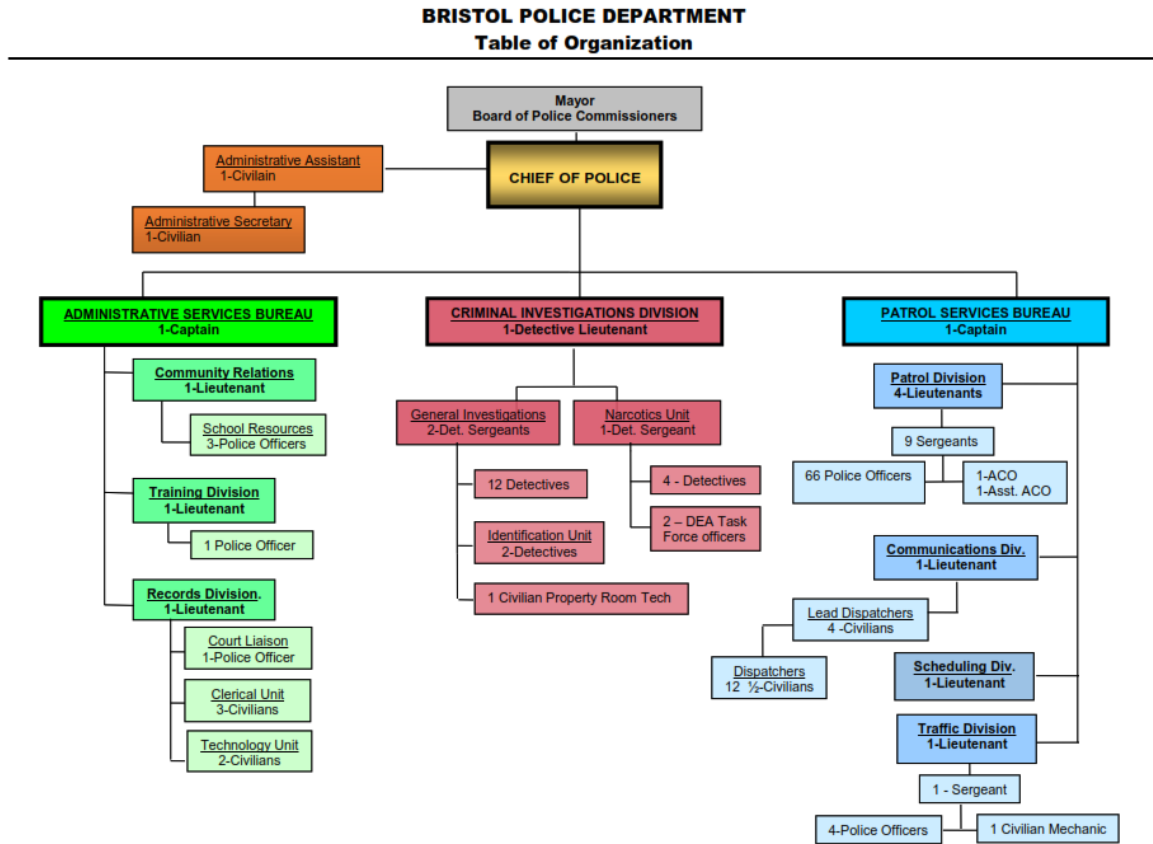 BRISTOL POLICE DEPARTMENT
Table of Organization
Mayor
Board of Police Commissioners
CHIEF OF POLICE
Administrative Assistant
1-Civilain
Administrative Secretary
1-Civilian
ADMINISTRATIVE SERVICES BUREAU
1-Captain
Community Relations
1-Lieutenant
School Resources
3-Police Officers
Training Division
1-Lieutenant
1 Police Officer
Records Division.
1-Lieutenant
Court Liaison
1-Police Officer
Clerical Unit
3-Civilians
Technology Unit
2-Civilians
CRIMINAL INVESTIGATIONS DIVISION
1-Detective Lieutenant
General Investigations
2-Det. Sergeants
12 Detectives
Identification Unit
2-Detectives
1 Civilian Property Room Tech
Narcotics Unit
1-Det. Sergeant
4 - Detectives
2 – DEA Task
Force officers
PATROL SERVICES BUREAU
1-Captain
Patrol Division
4-Lieutenants
9 Sergeants
66 Police Officers
1-ACO
1-Asst. ACO
Communications Div.
1-Lieutenant
Lead Dispatchers
4 -Civilians
Dispatchers
12 ½-Civilians
Scheduling Div.
1-Lieutenant
Traffic Division
1-Lieutenant
1 - Sergeant
4-Police Officers
1 Civilian Mechanic